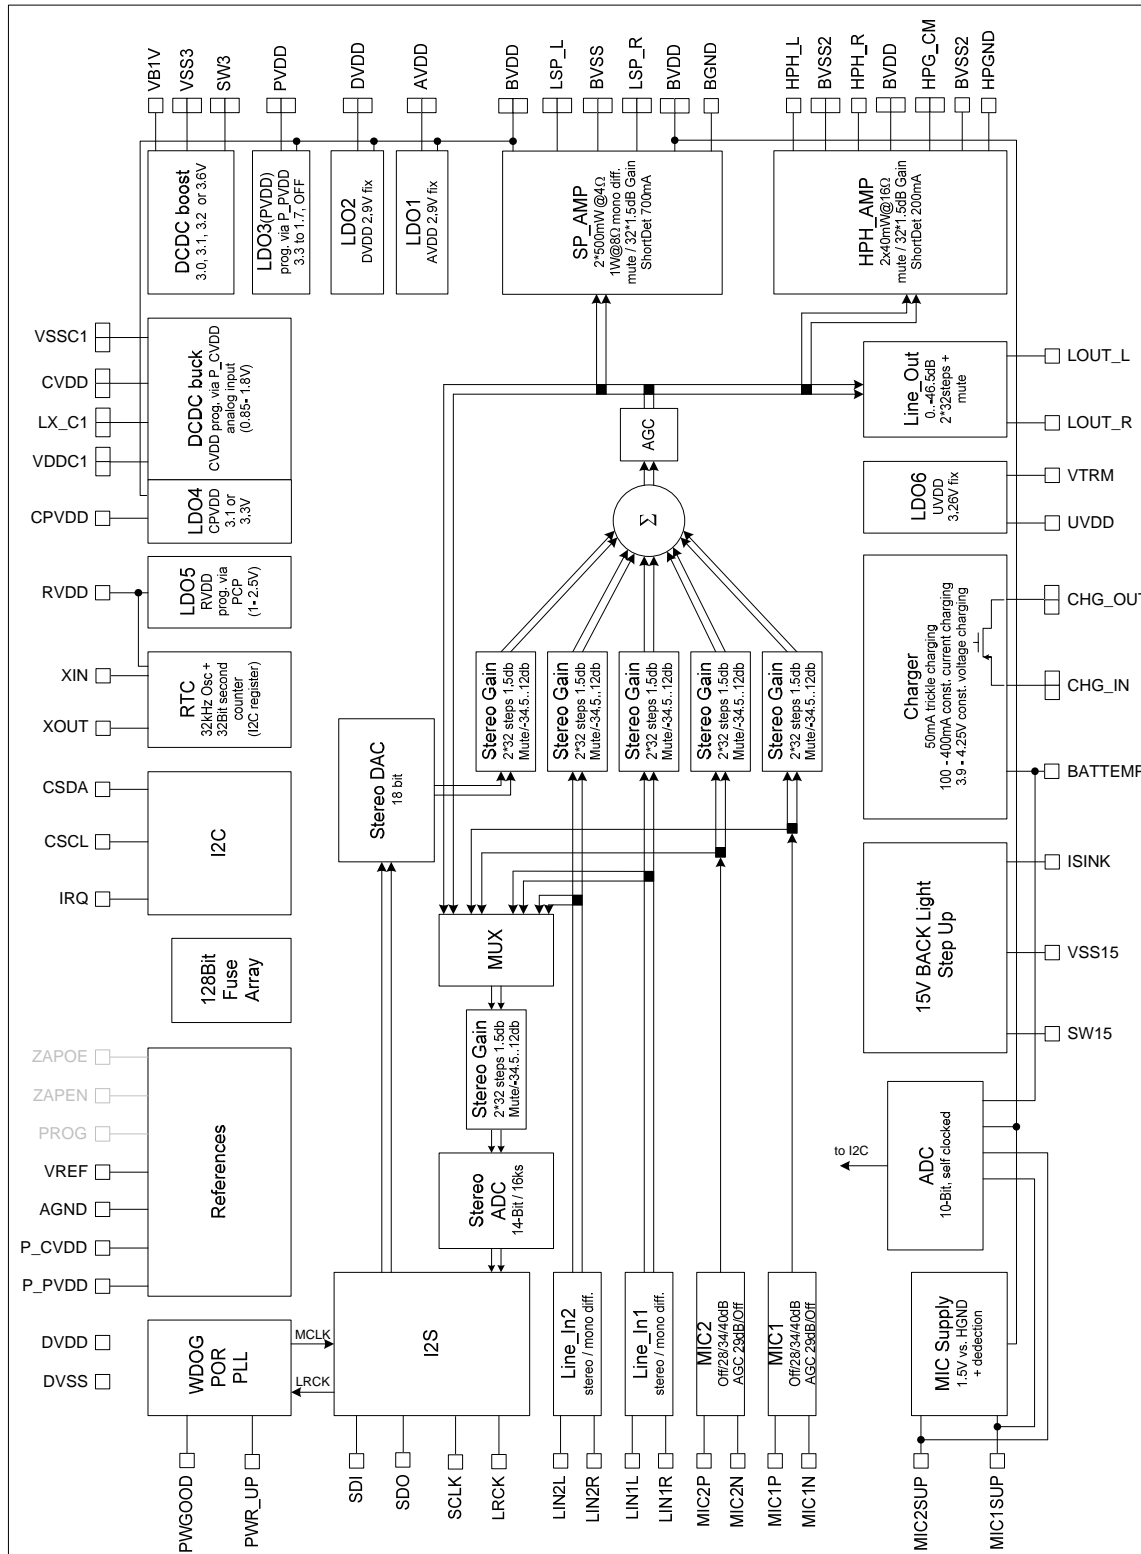 VB1V
VSS3
SW3
PVDD
DVDD
AVDD
BVDD
LSP_L
BVSS
LSP_R
BVDD
BGND
HPH_L
BVSS2
HPH_R
BVDD
HPG_CM
BVSS2
HPGND
DCDC boost
3.0, 3.1, 3.2 or 3.6V
LDO3(PVDD)
prog. via P_PVDD
3.3 to 1.7, OFF
LDO2
DVDD 2.9V fix
LDO1
AVDD 2.9V fix
SP_AMP
2*500mW @4Ω
1W@8Ω mono diff.
mute / 32*1.5dB Gain
ShortDet 700mA
HPH_AMP
2x40mW@16Ω
mute / 32*1.5dB Gain
ShortDet 200mA
VSSC1
CVDD
LX_C1
VDDC1
CPVDD
RVDD
XIN
XOUT
CSDA
CSCL
IRQ
ZAPOE
ZAPEN
PROG
VREF
AGND
P_CVDD
P_PVDD
DVDD
DVSS
DCDC buck
CVDD prog. via P_CVDD
analog input
(0.85-1.8V)
LDO4
CPVDD
3.1 or
3.3V
LDO5
RVDD
prog. via
PCP
(1-2.5V)
RTC
32kHz Osc +
32Bit second
counter
(I2C register)
I2C
128Bit
Fuse
Array
References
WDOG
POR
PLL
MCLK
LRCK
I2S
Stereo DAC
18 bit
AGC
Σ
Stereo Gain
2*32 steps 1.5db
Mute/-34.5..12db
Stereo Gain
2*32 steps 1.5db
Mute/-34.5..12db
Stereo Gain
2*32 steps 1.5db
Mute/-34.5..12db
Stereo Gain
2*32 steps 1.5db
Mute/-34.5..12db
Stereo Gain
2*32 steps 1.5db
Mute/-34.5..12db
MUX
Stereo Gain
2*32 steps 1.5db
Mute/-34.5..12db
Stereo
ADC
14-Bit / 16ks
Line_In2
stereo / mono diff.
Line_In1
stereo / mono diff.
MIC2
Off/28/34/40dB
AGC 29dB/Off
MIC1
Off/28/34/40dB
AGC 29dB/Off
Line_Out
0..-46.5dB
2*32steps +
mute
LDO6
UVDD
3.26V fix
Charger
50mA trickle charging
100 - 400mA const. current charging
3.9 - 4.25V const. voltage charging
15V BACK Light
Step Up
ADC
10-Bit, self clocked
to I2C
MIC Supply
1.5V vs. HGND
+ dedection
LOUT_L
LOUT_R
VTRM
UVDD
CHG_OUT
CHG_IN
BATTEMP
ISINK
VSS15
SW15
PWGOOD
PWR_UP
SDI
SDO
SCLK
LRCK
LIN2L
LIN2R
LIN1L
LIN1R
MIC2P
MIC2N
MIC1P
MIC1N
MIC2SUP
MIC1SUP